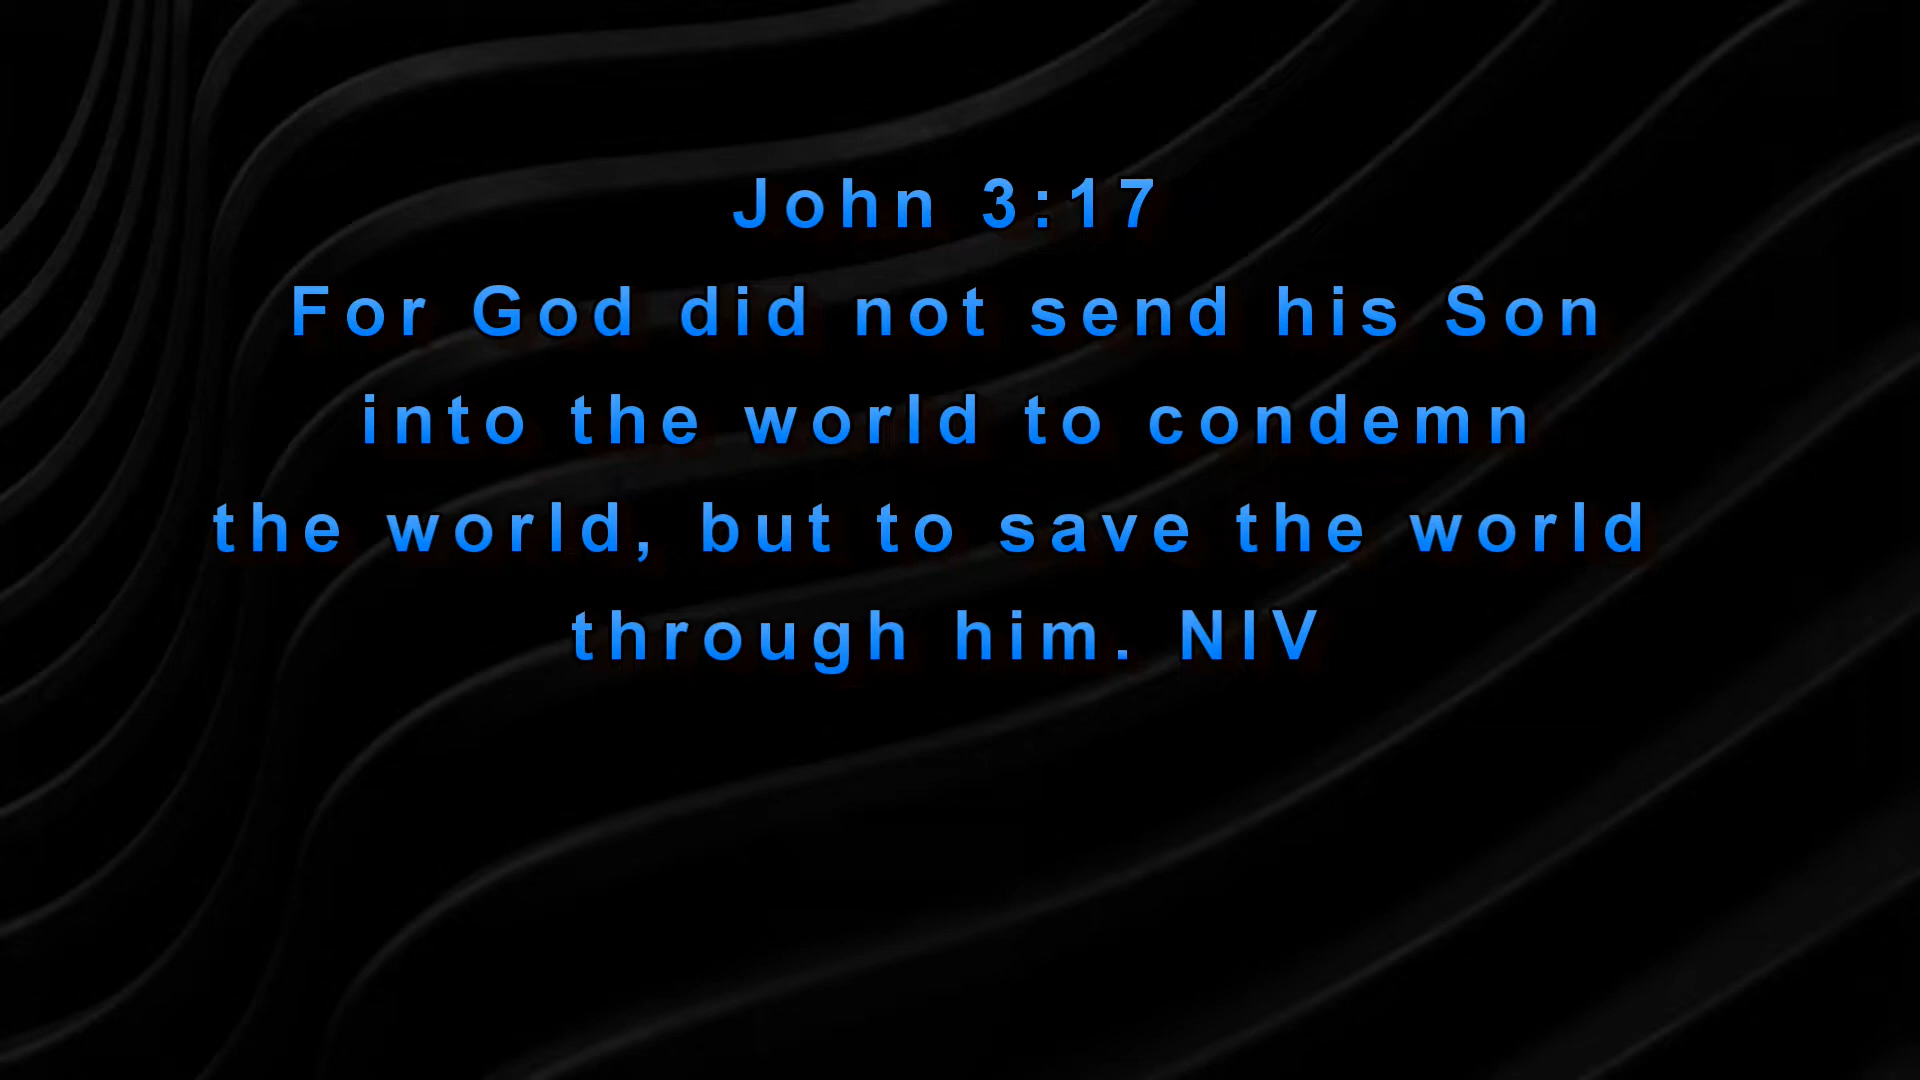 John 3:17
For God did not send his Son
into the world to condemn
the world, but to save the world
through him. NIV